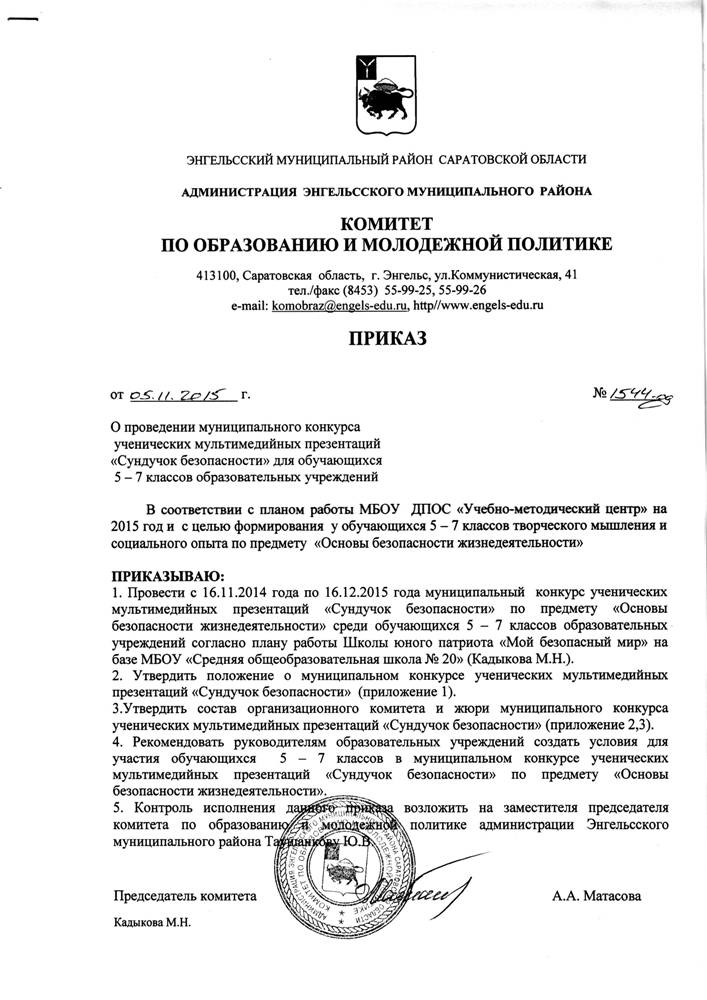 ЭНГЕЛЬССКИЙ МУНИЦИПАЛЬНЫЙ РАЙОН САРАТОВСКОЙ ОБЛАСТИ
АДМИНИСТРАЦИЯ ЭНГЕЛЬССКОГО МУНИЦИПАЛЬНОГО РАЙОНА
КОМИТЕТ
ПО ОБРАЗОВАНИЮ И МОЛОДЕЖНОЙ ПОЛИТИКЕ
413100, Саратовская область, г. Энгельс, ул.Коммунистическая, 41
тел./факс (8453) 55-99-25, 55-99-26
e-mail: komobraz@engels-edu.ru, http//www.engels-edu.ru
ПРИКАЗ
от 05.11.2015 г. № 1544-од
О проведении муниципального конкурса
ученических мультимедийных презентаций
«Сундучок безопасности» для обучающихся
5 – 7 классов образовательных учреждений
В соответствии с планом работы МБОУ ДПОС «Учебно-методический центр» на
2015 год и с целью формирования у обучающихся 5 – 7 классов творческого мышления и
социального опыта по предмету «Основы безопасности жизнедеятельности»
ПРИКАЗЫВАЮ:
1. Провести с 16.11.2014 года по 16.12.2015 года муниципальный конкурс ученических
мультимедийных презентаций «Сундучок безопасности» по предмету «Основы
безопасности жизнедеятельности» среди обучающихся 5 – 7 классов образовательных
учреждений согласно плану работы Школы юного патриота «Мой безопасный мир» на
базе МБОУ «Средняя общеобразовательная школа № 20» (Кадыкова М.Н.).
2. Утвердить положение о муниципальном конкурсе ученических мультимедийных
презентаций «Сундучок безопасности» (приложение 1).
3.Утвердить состав организационного комитета и жюри муниципального конкурса
ученических мультимедийных презентаций «Сундучок безопасности» (приложение 2,3).
4. Рекомендовать руководителям образовательных учреждений создать условия для
участия обучающихся 5 – 7 классов в муниципальном конкурсе ученических
мультимедийных презентаций «Сундучок безопасности» по предмету «Основы
безопасности жизнедеятельности».
5. Контроль исполнения данного приказа возложить на заместителя председателя
комитета по образованию и молодежной политике администрации Энгельсского
муниципального района Ю.В.
Председатель комитета А.А. Матасова
Кадыкова М.Н.